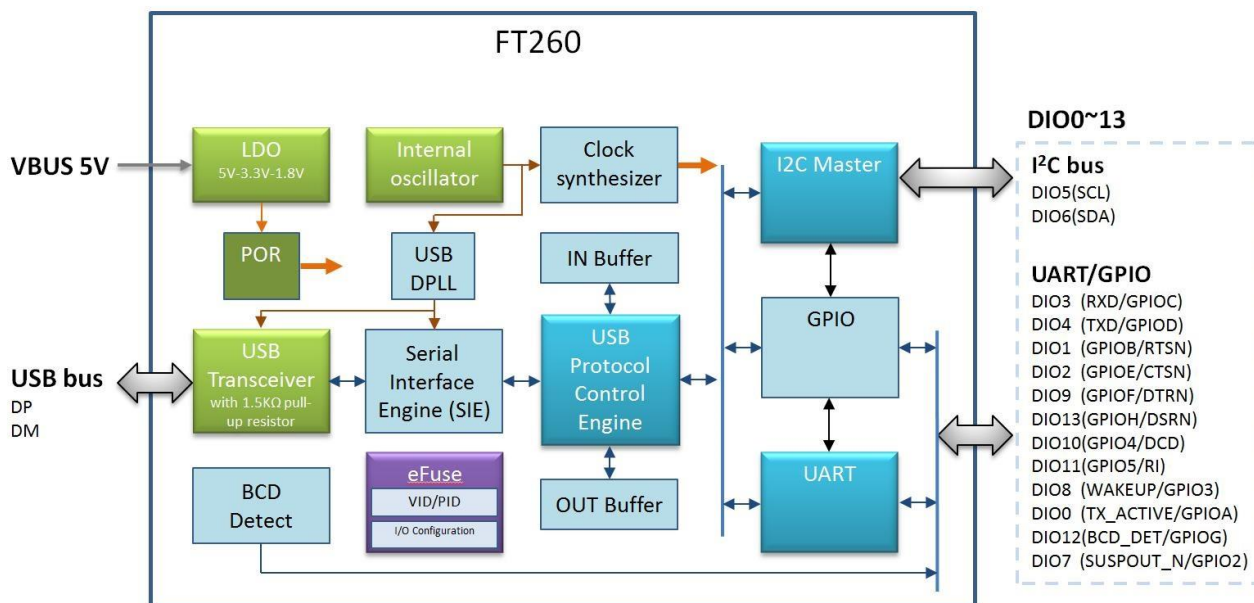 FT260
VBUS 5V
LDO
5V-3.3V-1.8V
Internal
oscillator
Clock
synthesizer
I2C Master
POR
USB
DPLL
IN Buffer
GPIO
USB bus
DP
DM
USB
Transceiver
with 1.5KΩ pull-
up resistor
Serial
Interface
Engine (SIE)
USB
Protocol
Control
Engine
BCD
Detect
eFuse
VID/PID
I/O Configuration
OUT Buffer
UART
DIO0~13
I²C bus
DIO5(SCL)
DIO6(SDA)
UART/GPIO
DIO3 (RXD/GPIOC)
DIO4 (TXD/GPIOD)
DIO1 (GPIOB/RTSN)
DIO2 (GPIOE/CTSN)
DIO9 (GPIOF/DTRN)
DIO13(GPIOH/DSRN)
DIO10(GPIO4/DCD)
DIO11(GPIO5/RI)
DIO8 (WAKEUP/GPIO3)
DIO0 (TX_ACTIVE/GPIOA)
DIO12(BCD_DET/GPIOG)
DIO7 (SUSPOUT_N/GPIO2)